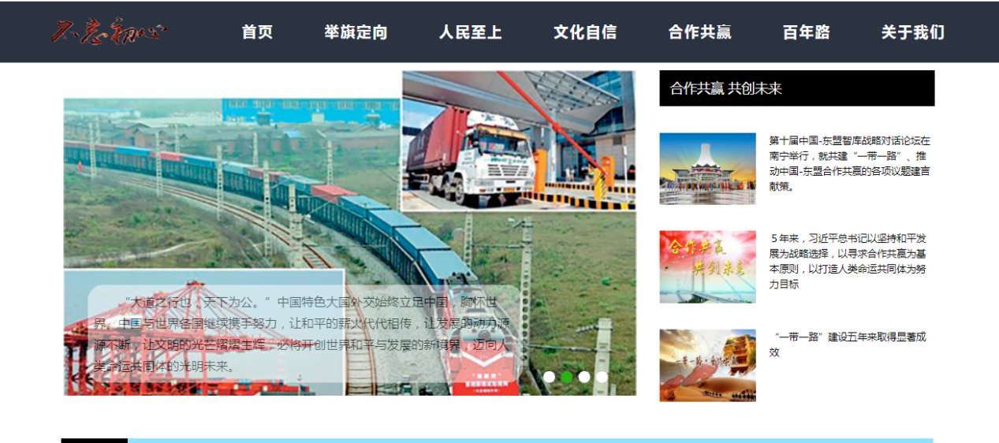 不忘初心
首页 举旗定向 人民至上 文化自信 合作共赢 百年路 关于我们
“大道之行也，天下为公。”中国特色大国外交始终立足中国，胸怀世
界。中国与世界各国继续携手努力，让和平的薪火代代相传，让发展的动力源
源不断，让文明的光芒熠熠生辉，必将开创世界和平与发展的新境界，迈向人
类命运共同体的光明未来。
合作共赢 共创未来
第十届中国-东盟智库战略对话论坛在
南宁举行，就共建“一带一路”、推
动中国-东盟合作共赢的各项议题建言
献策。
合作共赢
共创未来
５年来，习近平总书记以坚持和平发
展为战略选择，以寻求合作共赢为基
本原则，以打造人类命运共同体为努
力目标
一带一路·合作共赢
“一带一路”建设五年来取得显著成
效